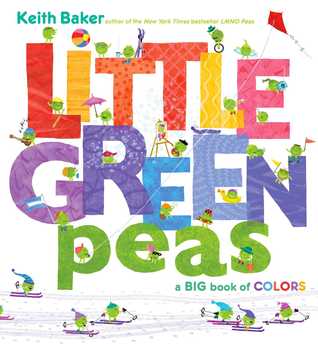 Keith Baker author of the New York Times bestseller LMNO Peas
LITTLE
GREEN
peas
a BIG book of COLORS